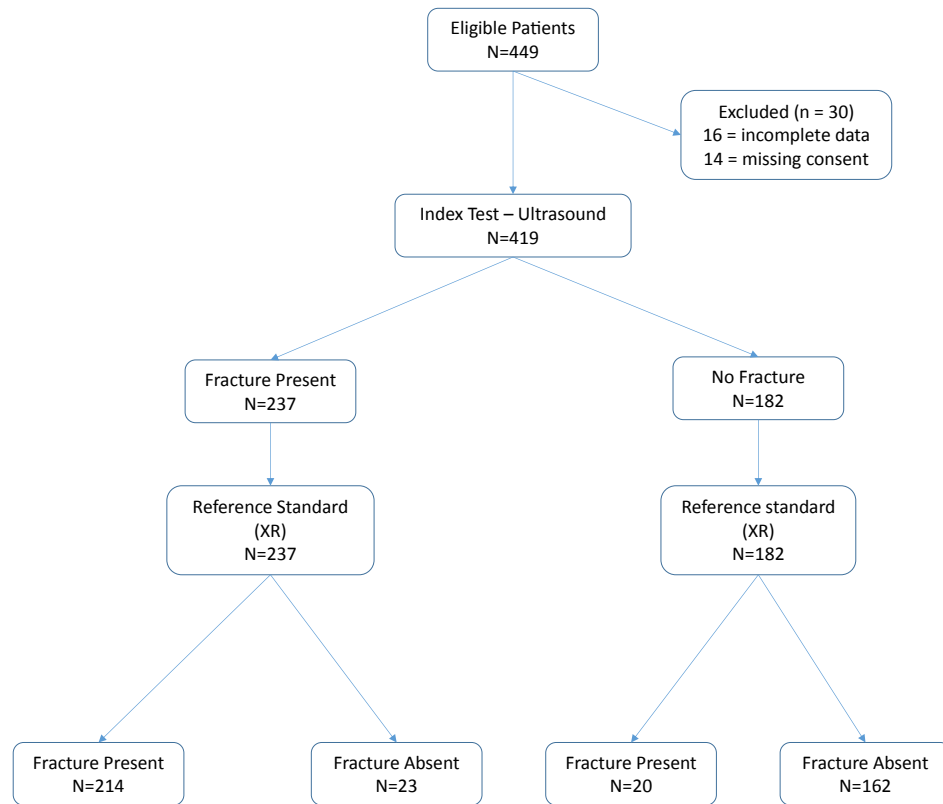 Eligible Patients
N=449
Excluded (n = 30)
16 = incomplete data
14 = missing consent
Index Test – Ultrasound
N=419
Fracture Present
N=237
No Fracture
N=182
Reference Standard
(XR)
N=237
Reference standard
(XR)
N=182
Fracture Present
N=214
Fracture Absent
N=23
Fracture Present
N=20
Fracture Absent
N=162